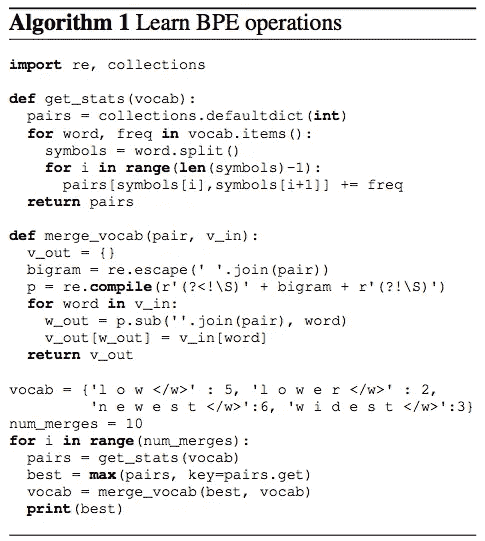 Algorithm 1 Learn BPE operations
import re, collections
def get_stats(vocab):
  pairs = collections.defaultdict(int)
  for word, freq in vocab.items():
    symbols = word.split()
    for i in range(len(symbols)-1):
      pairs[symbols[i],symbols[i+1]] += freq
  return pairs
def merge_vocab(pair, v_in):
  v_out = {}
  bigram = re.escape(' '.join(pair))
  p = re.compile(r'(?<!\S)' + bigram + r'(?!\S)')
  for word in v_in:
    w_out = p.sub(''.join(pair), word)
    v_out[w_out] = v_in[word]
  return v_out
vocab = {'l o w </w>' : 5, 'l o w e r </w>' : 2,
         'n e w e s t </w>':6, 'w i d e s t </w>':3}
num_merges = 10
for i in range(num_merges):
  pairs = get_stats(vocab)
  best = max(pairs, key=pairs.get)
  vocab = merge_vocab(best, vocab)
  print(best)